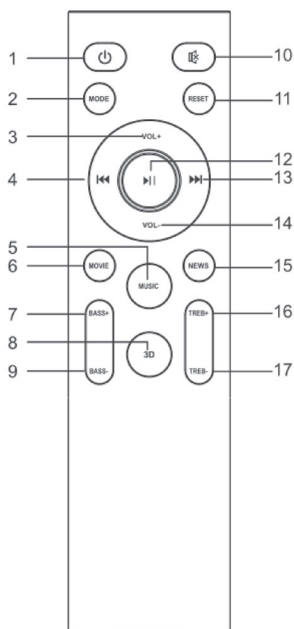 1
10
2
MODE
RESET
11
3
VOL+
12
4
13
VOL-
14
5
6
MOVIE
MUSIC
NEWS
15
7
BASS+
TREB+
16
8
3D
9
BASS-
TREB-
17